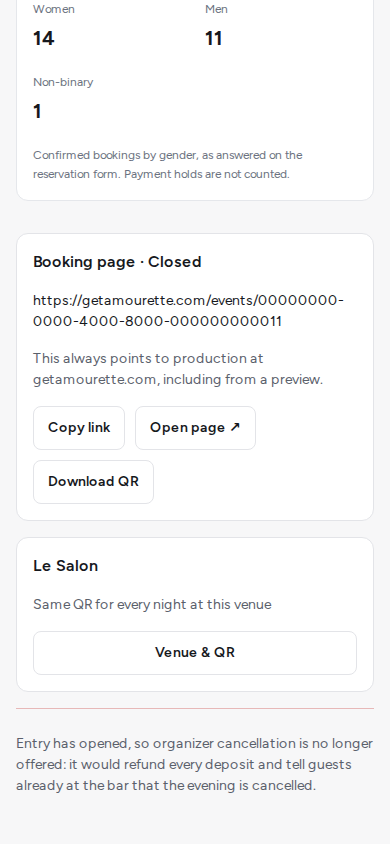 Women Men
14 11
Non-binary
1
Confirmed bookings by gender, as answered on the
reservation form. Payment holds are not counted.
Booking page · Closed
https://getamourette.com/events/00000000-
0000-4000-8000-000000000011
This always points to production at
getamourette.com, including from a preview.
Copy link Open page ↗
Download QR
Le Salon
Same QR for every night at this venue
Venue & QR
Entry has opened, so organizer cancellation is no longer
offered: it would refund every deposit and tell guests
already at the bar that the evening is cancelled.